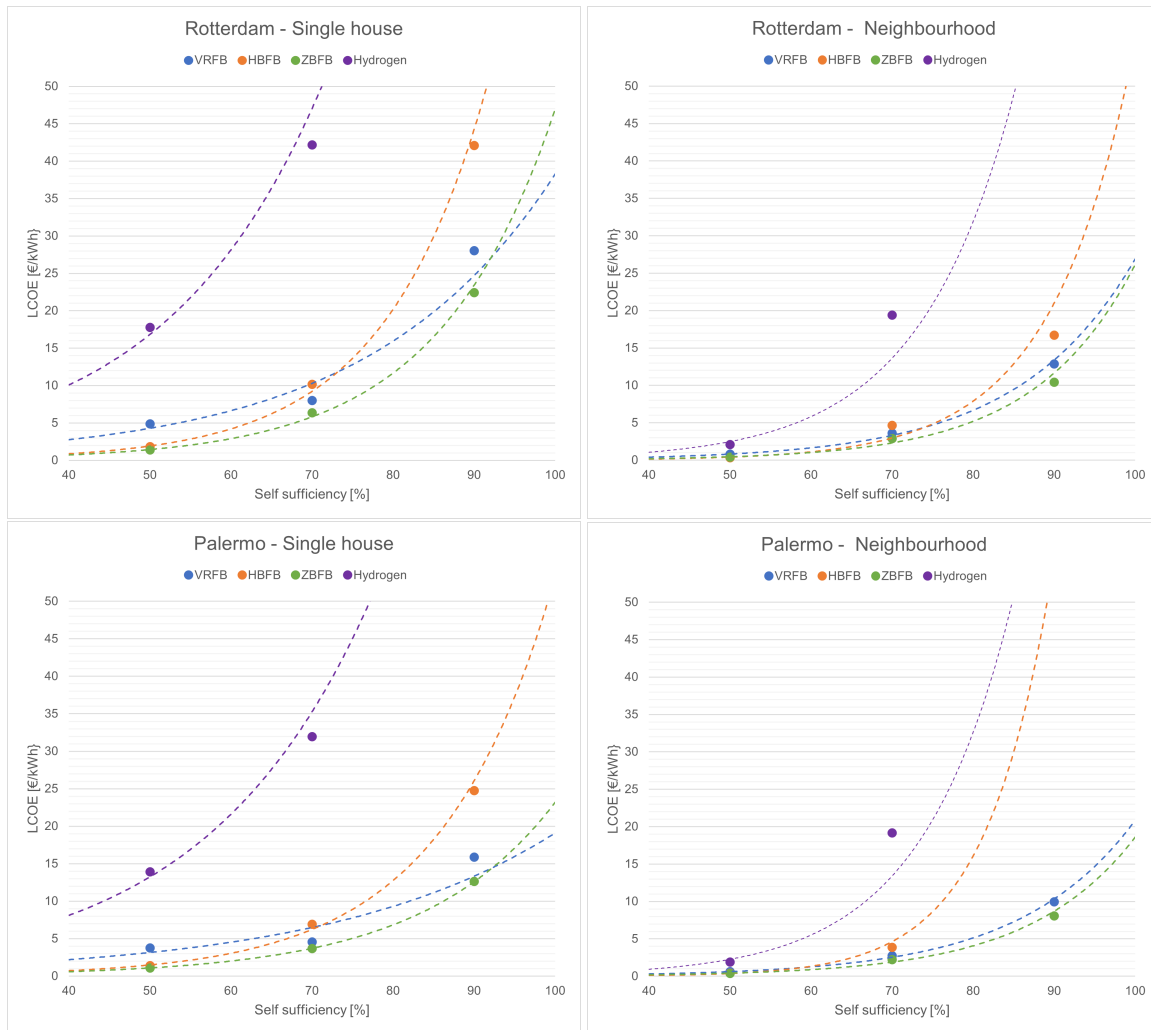 Rotterdam - Single house
VRFB HBFB ZBFB Hydrogen
50
45
40
35
30
25
20
15
10
5
0
LCOE [€/kWh}
40 50 60 70 80 90 100
Self sufficiency [%]
Rotterdam - Neighbourhood
VRFB HBFB ZBFB Hydrogen
50
45
40
35
30
25
20
15
10
5
0
LCOE [€/kWh}
40 50 60 70 80 90 100
Self sufficiency [%]
Palermo - Single house
VRFB HBFB ZBFB Hydrogen
50
45
40
35
30
25
20
15
10
5
0
LCOE [€/kWh}
40 50 60 70 80 90 100
Self sufficiency [%]
Palermo - Neighbourhood
VRFB HBFB ZBFB Hydrogen
50
45
40
35
30
25
20
15
10
5
0
LCOE [€/kWh}
40 50 60 70 80 90 100
Self sufficiency [%]